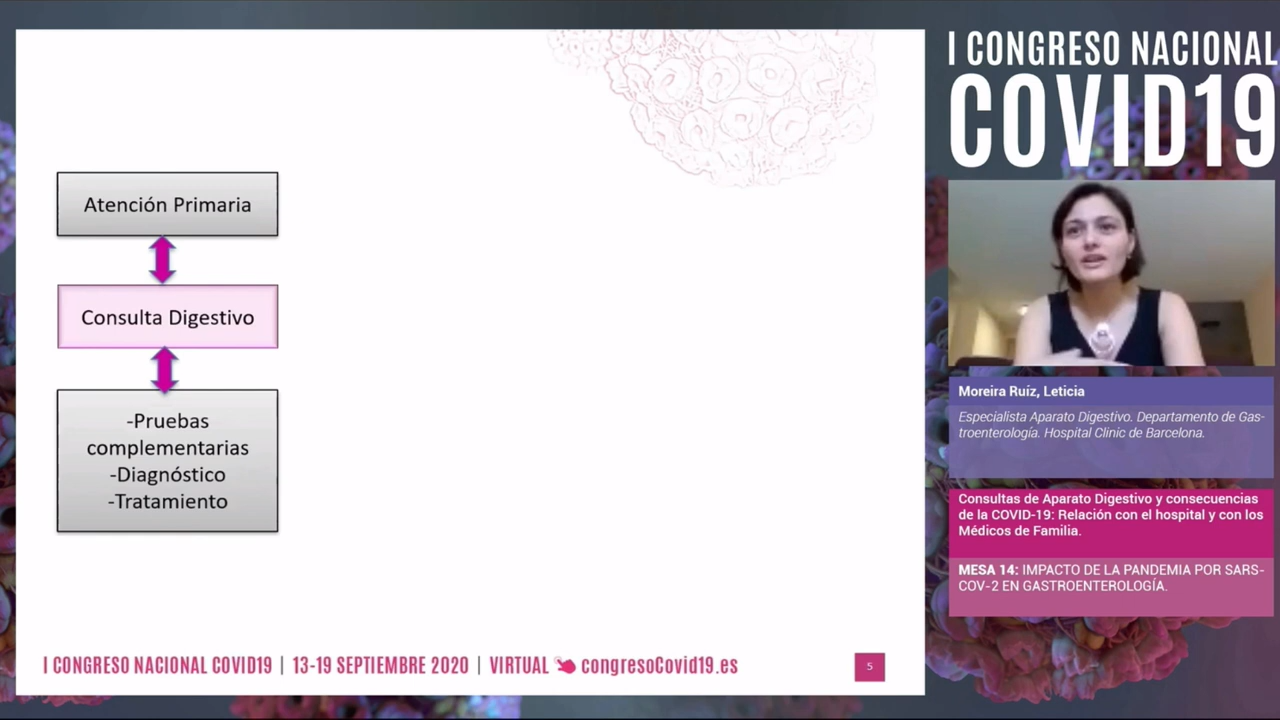 Atención Primaria
Consulta Digestivo
-Pruebas
complementarias
-Diagnóstico
-Tratamiento
I CONGRESO NACIONAL COVID19 | 13-19 SEPTIEMBRE 2020 | VIRTUAL congresoCovid19.es
5
I CONGRESO NACIONAL
COVID19
Moreira Ruíz, Leticia
Especialista Aparato Digestivo. Departamento de Gas-
troenterología. Hospital Clinic de Barcelona.
Consultas de Aparato Digestivo y consecuencias
de la COVID-19: Relación con el hospital y con los
Médicos de Familia.
MESA 14: IMPACTO DE LA PANDEMIA POR SARS-
COV-2 EN GASTROENTEROLOGÍA.